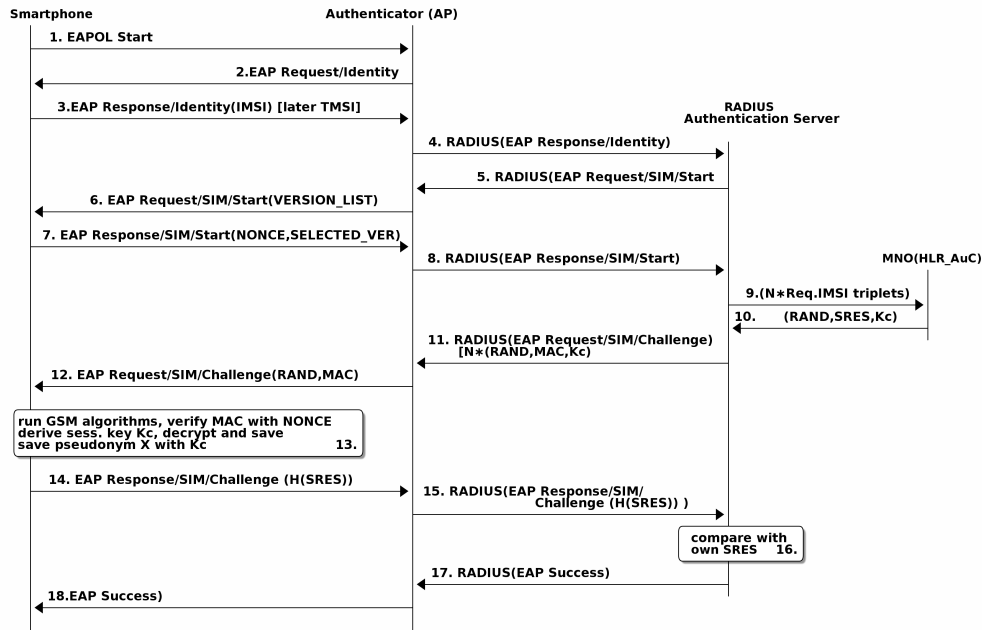 Smartphone
Authenticator (AP)
1. EAPOL Start
2.EAP Request/Identity
3.EAP Response/Identity(IMSI) [later TMSI]
RADIUS
Authentication Server
4. RADIUS(EAP Response/Identity)
5. RADIUS(EAP Request/SIM/Start
6. EAP Request/SIM/Start(VERSION_LIST)
7. EAP Response/SIM/Start(NONCE,SELECTED_VER)
8. RADIUS(EAP Response/SIM/Start)
MNO(HLR_AuC)
9.(N∗Req.IMSI triplets)
10. (RAND,SRES,Kc)
11. RADIUS(EAP Request/SIM/Challenge)
[N∗(RAND,MAC,Kc)
12. EAP Request/SIM/Challenge(RAND,MAC)
run GSM algorithms, verify MAC with NONCE
derive sess. key Kc, decrypt and save
save pseudonym X with Kc 13.
14. EAP Response/SIM/Challenge (H(SRES))
15. RADIUS(EAP Response/SIM/
Challenge (H(SRES)) )
compare with
own SRES 16.
17. RADIUS(EAP Success)
18.EAP Success)